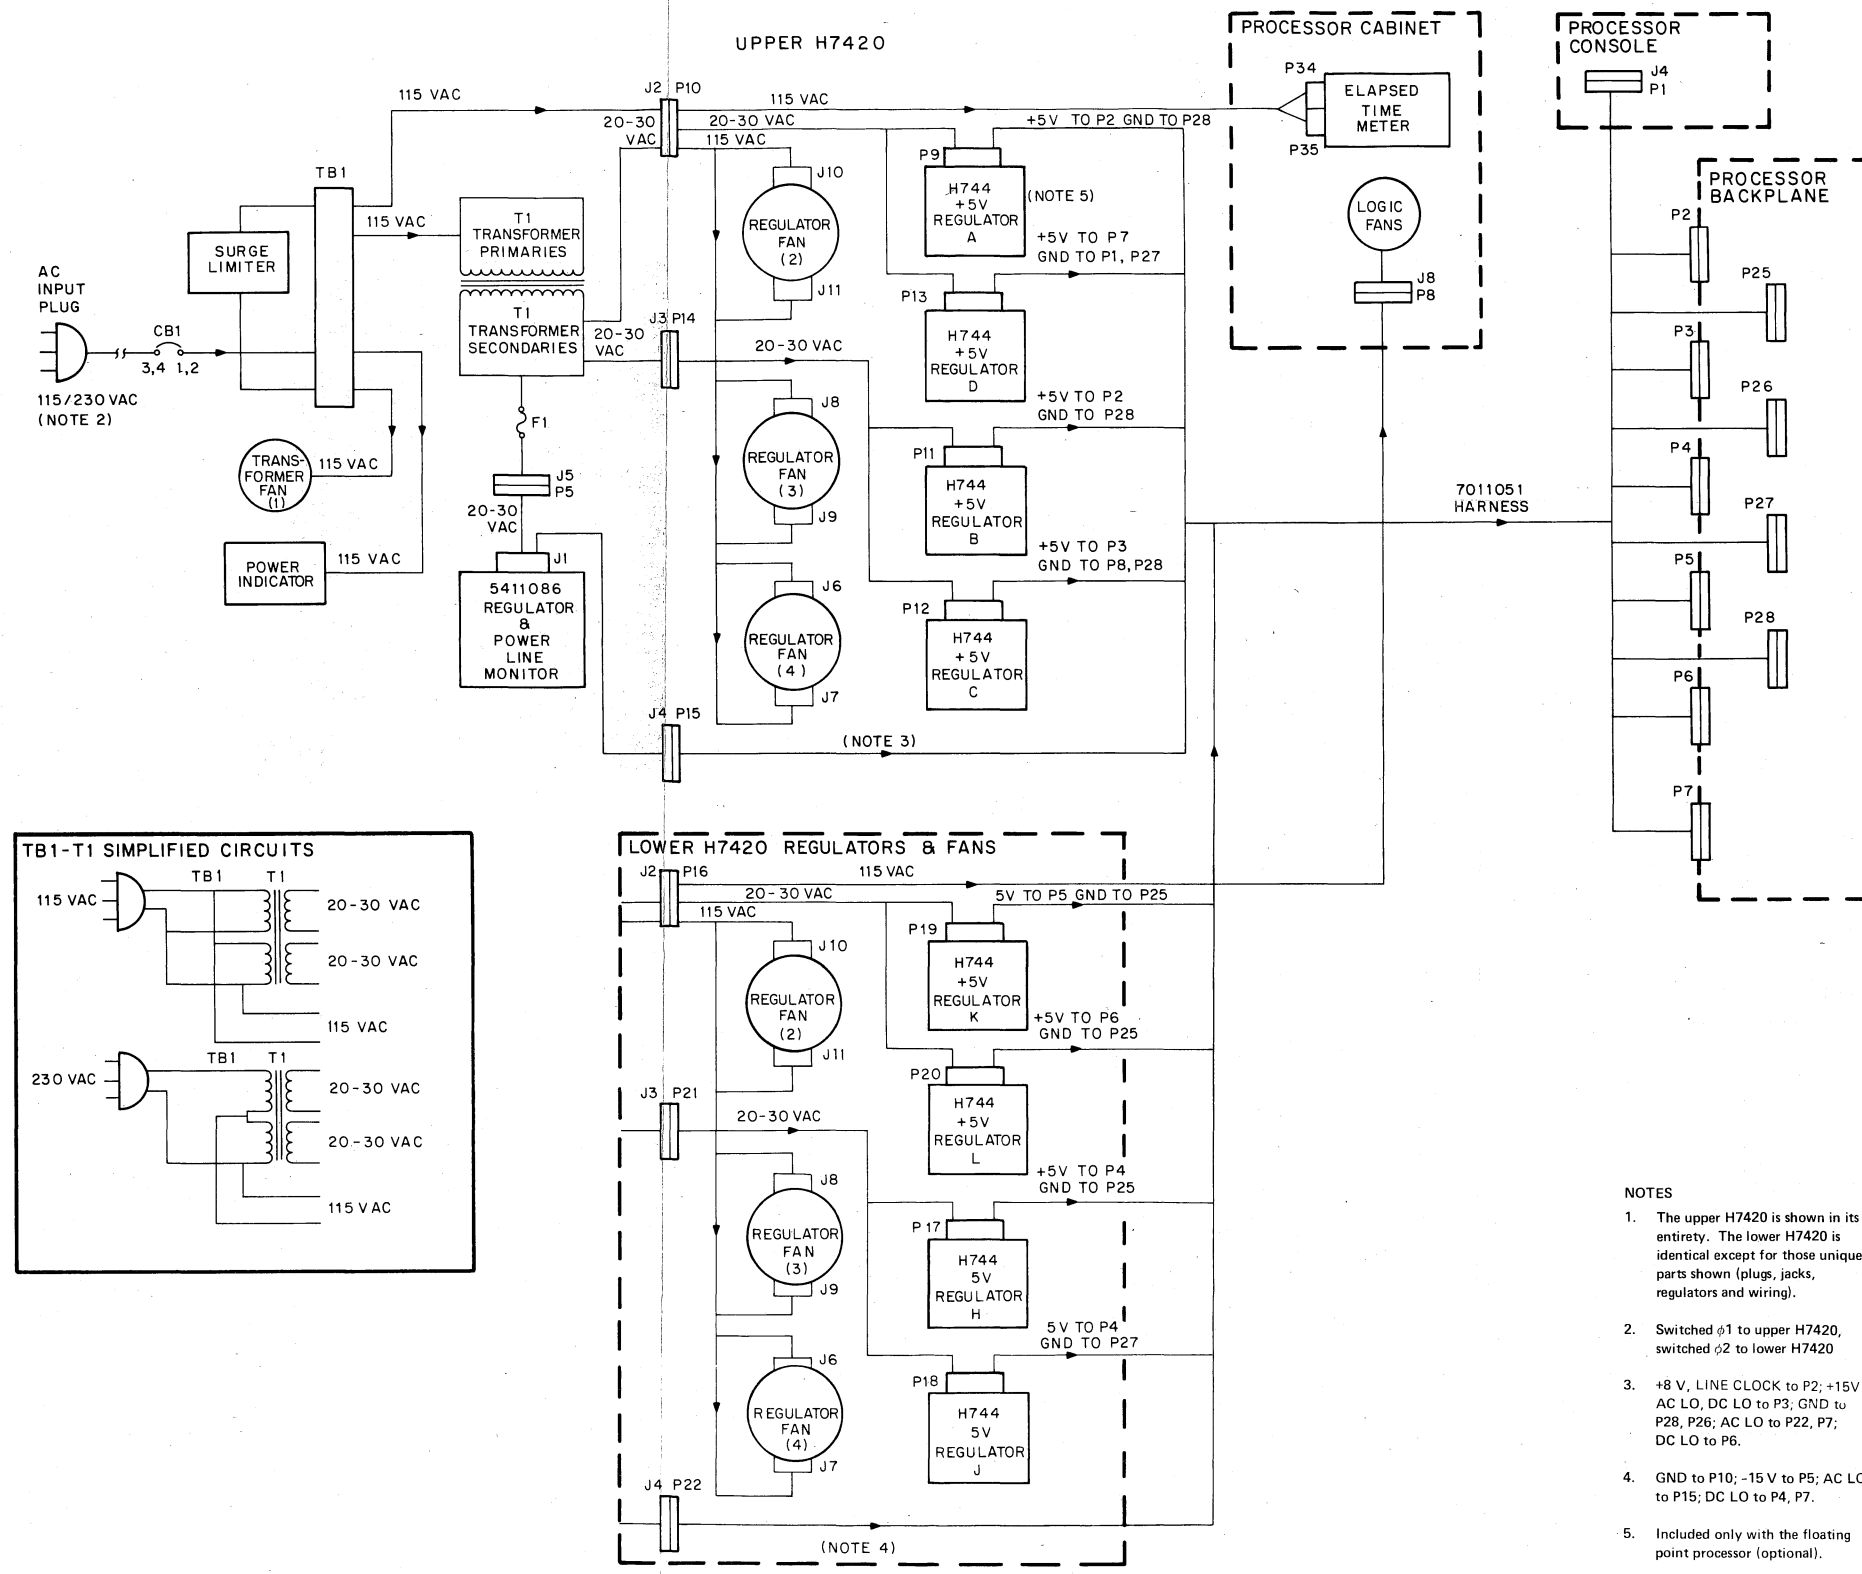 UPPER H7420
PROCESSOR CABINET
PROCESSOR
CONSOLE
J4
P1
P34
ELAPSED
TIME
METER
P35
LOGIC
FANS
J8
P8
PROCESSOR
BACKPLANE
P2
P25
P3
P26
P4
P27
P5
P28
P6
P7
7011051
HARNESS
115 VAC
J2 P10
115 VAC
20-30
VAC
20-30 VAC
115 VAC
+5V TO P2 GND TO P28
TB1
115 VAC
T1
TRANSFORMER
PRIMARIES
T1
TRANSFORMER
SECONDARIES
SURGE
LIMITER
AC
INPUT
PLUG
CB1
3,4 1,2
115/230 VAC
(NOTE 2)
TRANS-
FORMER
FAN
(1)
115 VAC
POWER
INDICATOR
115 VAC
F1
J5
P5
20-30
VAC
J1
5411086
REGULATOR
&
POWER
LINE
MONITOR
20-30
VAC
J3 P14
20-30 VAC
J10
REGULATOR
FAN
(2)
J11
J8
REGULATOR
FAN
(3)
J9
J6
REGULATOR
FAN
(4)
J7
P9
H744
+5V
REGULATOR
A
(NOTE 5)
+5V TO P7
GND TO P1, P27
P13
H744
+5V
REGULATOR
D
+5V TO P2
GND TO P28
P11
H744
+5V
REGULATOR
B
+5V TO P3
GND TO P8, P28
P12
H744
+5V
REGULATOR
C
J4 P15
(NOTE 3)
TB1-T1 SIMPLIFIED CIRCUITS
TB1 T1
115 VAC
20-30 VAC
20-30 VAC
115 VAC
TB1 T1
230 VAC
20-30 VAC
20-30 VAC
115 VAC
LOWER H7420 REGULATORS & FANS
J2 P16
115 VAC
20-30 VAC
115 VAC
5V TO P5 GND TO P25
J10
REGULATOR
FAN
(2)
J11
P19
H744
+5V
REGULATOR
K
+5V TO P6
GND TO P25
P20
H744
+5V
REGULATOR
L
J3 P21
20-30 VAC
J8
REGULATOR
FAN
(3)
J9
+5V TO P4
GND TO P25
P17
H744
5V
REGULATOR
H
5V TO P4
GND TO P27
J6
REGULATOR
FAN
(4)
J7
P18
H744
5V
REGULATOR
J
J4 P22
(NOTE 4)
NOTES
1. The upper H7420 is shown in its
entirety. The lower H7420 is
identical except for those unique
parts shown (plugs, jacks,
regulators and wiring).
2. Switched ϕ1 to upper H7420,
switched ϕ2 to lower H7420
3. +8 V, LINE CLOCK to P2; +15V
AC LO, DC LO to P3; GND to
P28, P26; AC LO to P22, P7;
DC LO to P6.
4. GND to P10; -15 V to P5; AC LO
to P15; DC LO to P4, P7.
5. Included only with the floating
point processor (optional).